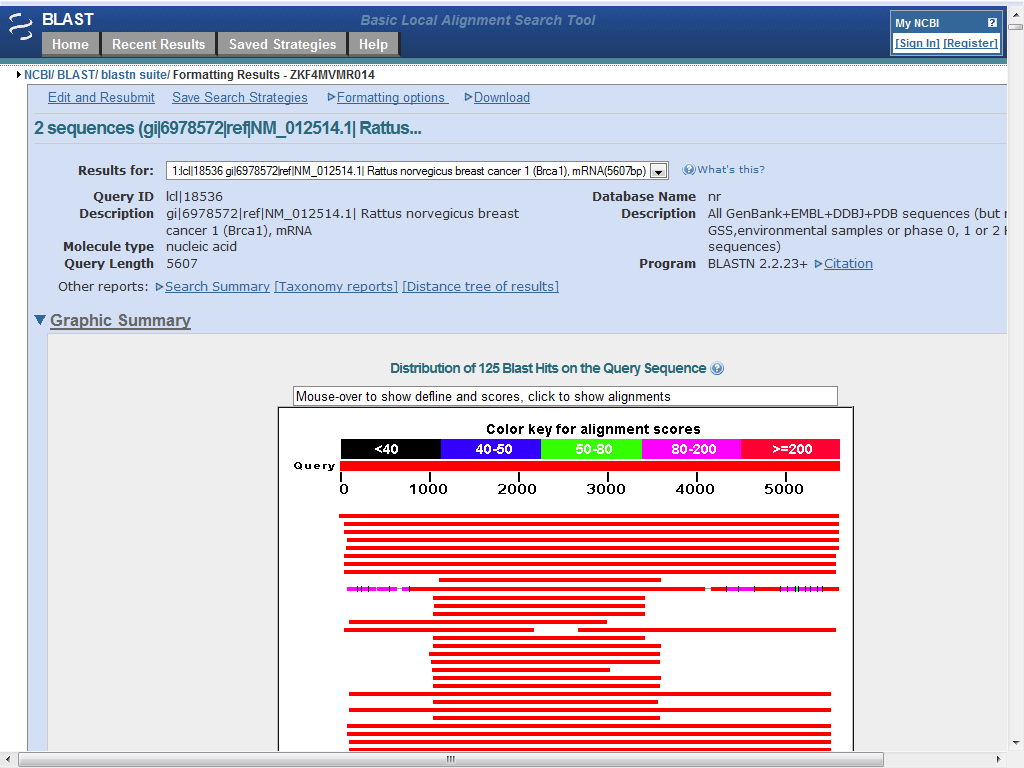 BLAST
Basic Local Alignment Search Tool
Home
Recent Results
Saved Strategies
Help
My NCBI
?
[Sign In] [Register]
NCBI/ BLAST/ blastn suite/ Formatting Results - ZKF4MVMR014
Edit and Resubmit
Save Search Strategies
Formatting options
Download
2 sequences (gi|6978572|ref|NM_012514.1| Rattus...
Results for:
1:lcl|18536 gi|6978572|ref|NM_012514.1| Rattus norvegicus breast cancer 1 (Brca1), mRNA(5607bp)
What's this?
Query ID
lcl|18536
Description
gi|6978572|ref|NM_012514.1| Rattus norvegicus breast
cancer 1 (Brca1), mRNA
Molecule type
nucleic acid
Query Length
5607
Database Name
nr
Description
All GenBank+EMBL+DDBJ+PDB sequences (but
GSS,environmental samples or phase 0, 1 or 2
sequences)
Program
BLASTN 2.2.23+
Citation
Other reports:
Search Summary [Taxonomy reports] [Distance tree of results]
Graphic Summary
Distribution of 125 Blast Hits on the Query Sequence ?
Mouse-over to show defline and scores, click to show alignments
Color key for alignment scores
<40
40-50
50-80
80-200
>=200
Query
0
1000
2000
3000
4000
5000